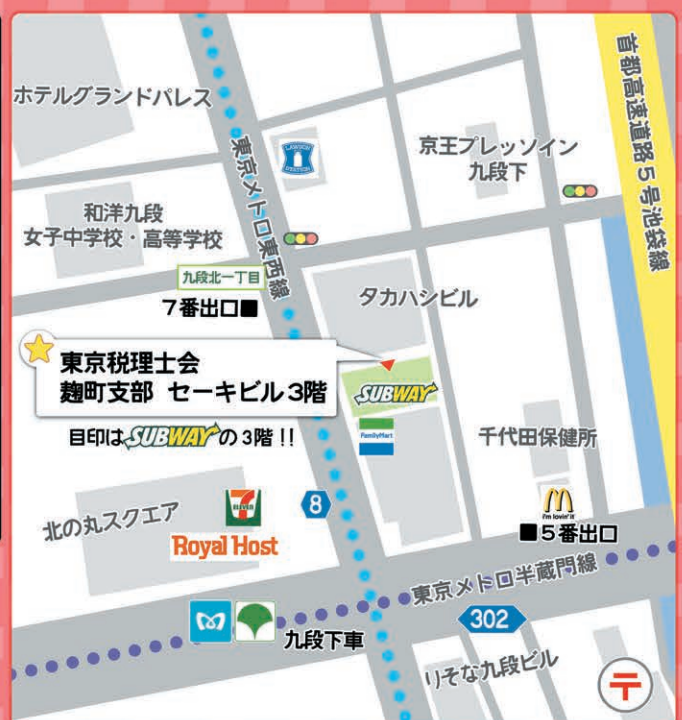 ホテルグランドパレス
東京メトロ東西線
LAWSON
STATION
京王プレッソイン
九段下
首都高速道路5号池袋線
和洋九段
女子中学校・高等学校
九段北一丁目
7番出口■
タカハシビル
東京税理士会
麹町支部 セーキビル3階
SUBWAY
目印はSUBWAYの3階!!
FamilyMart
千代田保健所
北の丸スクエア
7
ELEVEN
Royal Host
8
i'm lovin' it
■5番出口
東京メトロ半蔵門線
302
九段下車
りそな九段ビル
〒